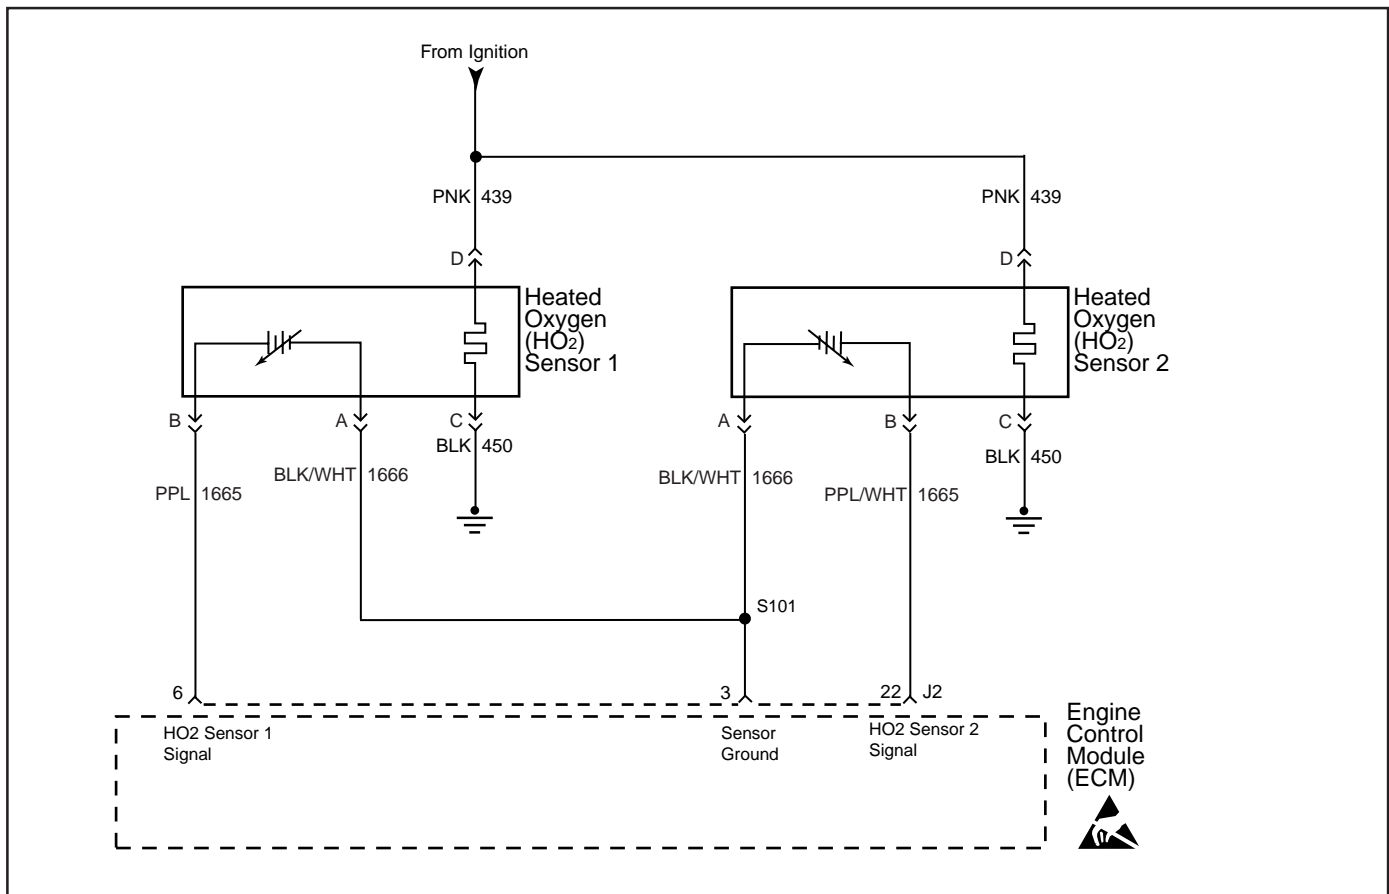 From Ignition
PNK 439
PNK 439
D
D
Heated
Oxygen
(HO2)
Sensor 1
Heated
Oxygen
(HO2)
Sensor 2
B
A
C
A
B
C
BLK 450
BLK 450
BLK/WHT 1666
BLK/WHT 1666
PPL 1665
PPL/WHT 1665
S101
6
3
22 J2
HO2 Sensor 1
Signal
Sensor
Ground
HO2 Sensor 2
Signal
Engine
Control
Module
(ECM)